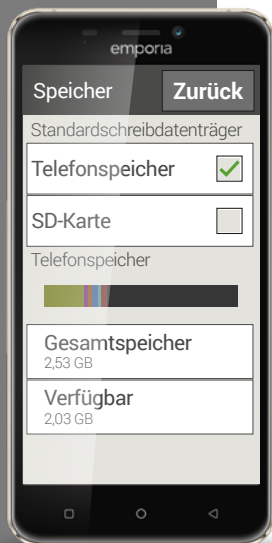 emporia
Speicher
Zurück
Standardschreibdatenträger
Telefonspeicher
SD-Karte
Telefonspeicher
Gesamtspeicher
2,53 GB
Verfügbar
2,03 GB